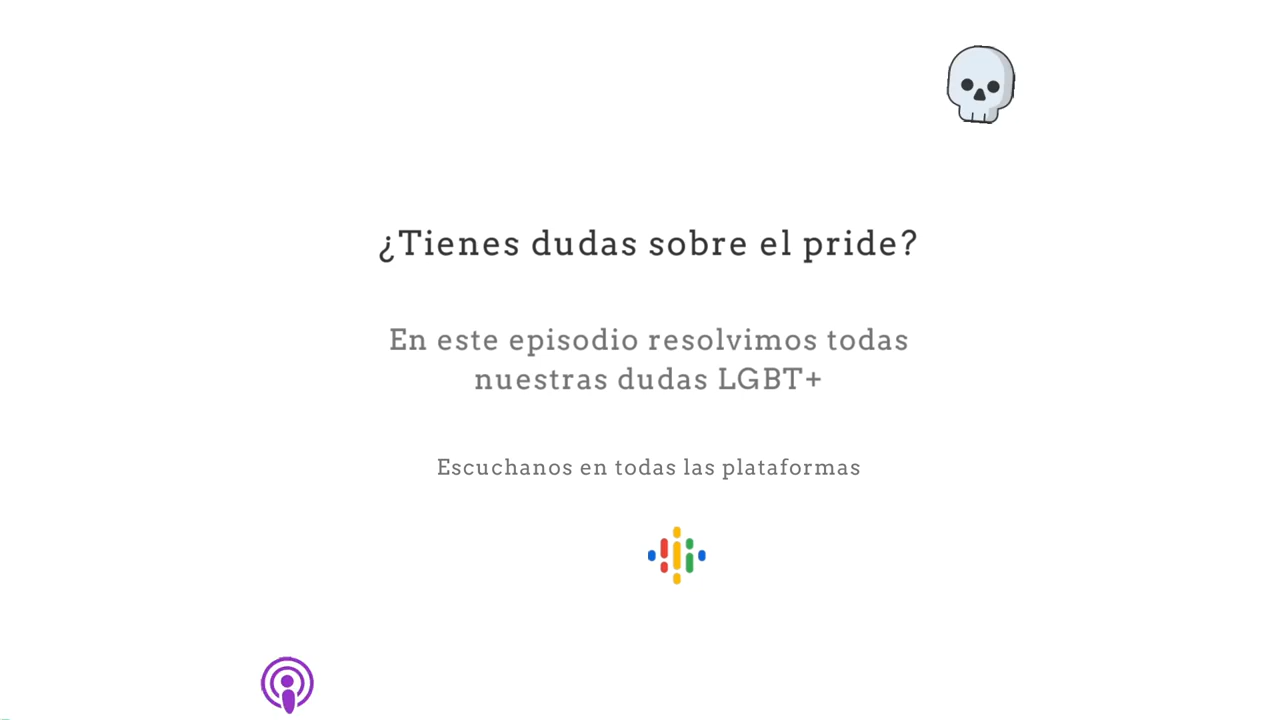 ¿Tienes dudas sobre el pride?
En este episodio resolvimos todas
nuestras dudas LGBT+
Escuchanos en todas las plataformas